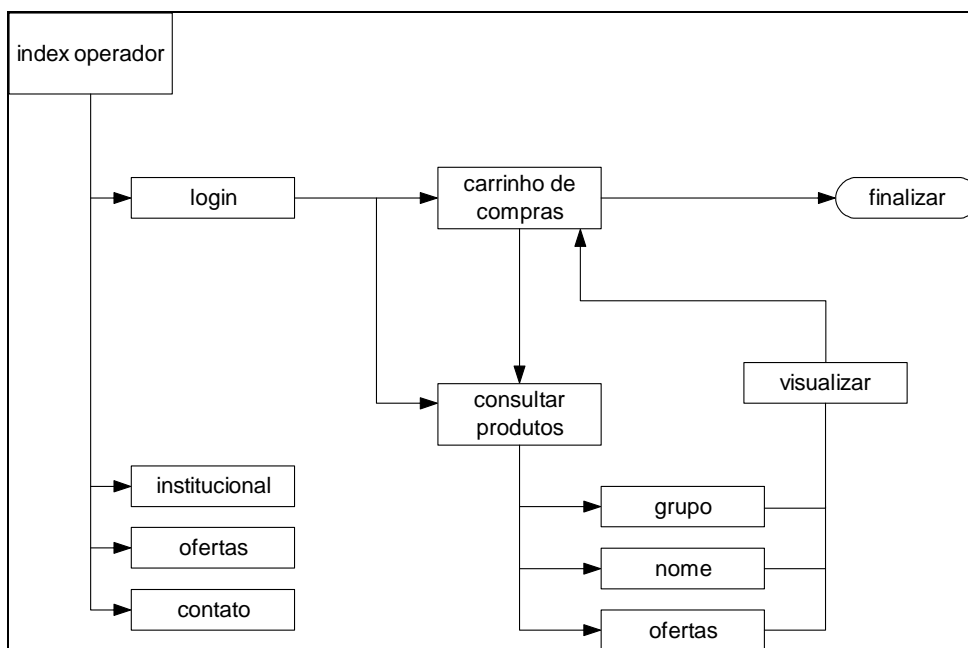 index operador
login
carrinho de
compras
finalizar
consultar
produtos
visualizar
institucional
grupo
ofertas
nome
contato
ofertas